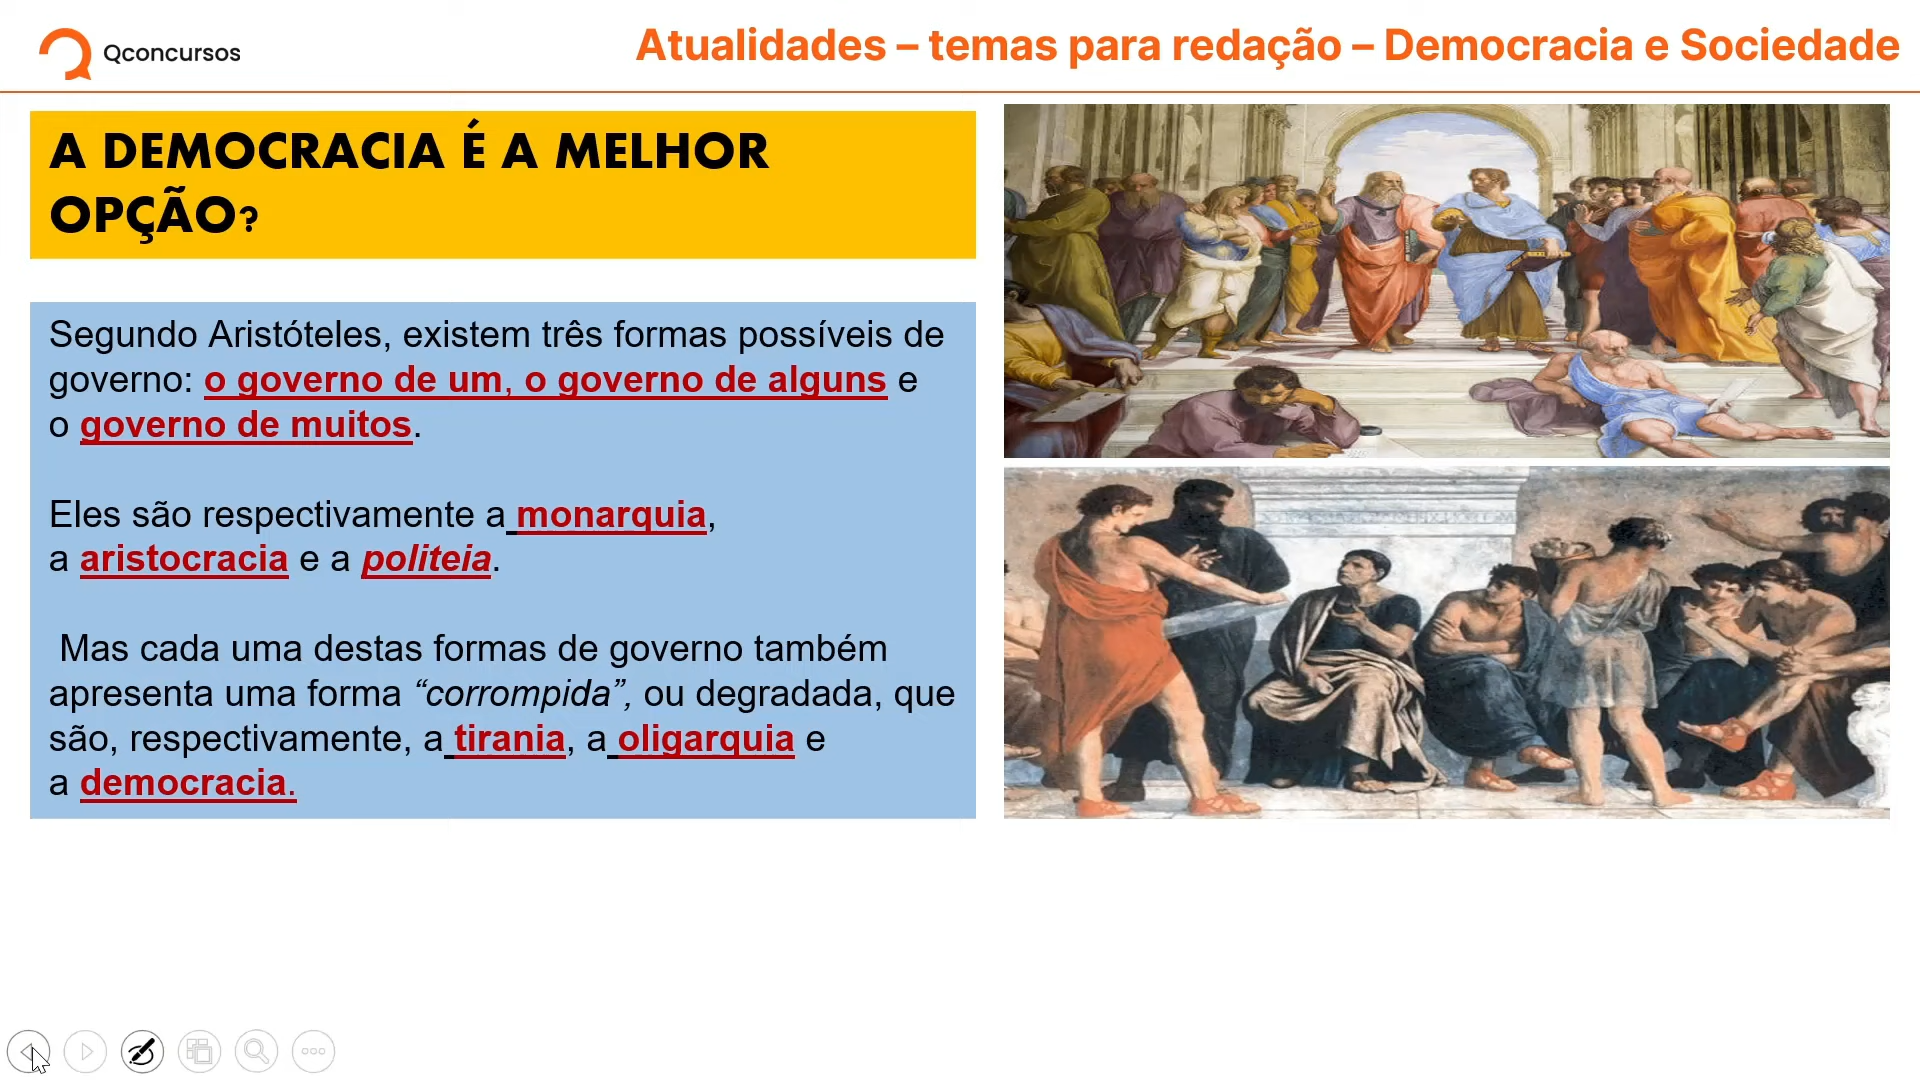 Qconcursos
Atualidades – temas para redação – Democracia e Sociedade
A DEMOCRACIA É A MELHOR
OPÇÃO?
Segundo Aristóteles, existem três formas possíveis de
governo: o governo de um, o governo de alguns e
o governo de muitos.
Eles são respectivamente a monarquia,
a aristocracia e a politeia.
Mas cada uma destas formas de governo também
apresenta uma forma “corrompida”, ou degradada, que
são, respectivamente, a tirania, a oligarquia e
a democracia.